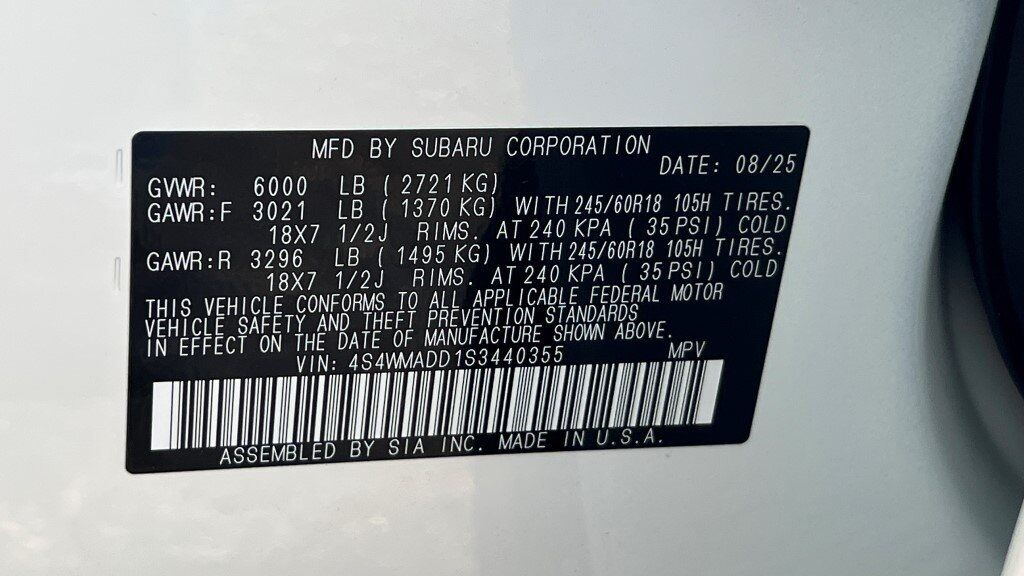 MFD BY SUBARU CORPORATION
DATE: 08/25
GVWR: 6000 LB ( 2721 KG)
GAWR:F 3021 LB ( 1370 KG) WITH 245/60R18 105H TIRES.
18X7 1/2J RIMS. AT 240 KPA ( 35 PSI) COLD
GAWR:R 3296 LB ( 1495 KG) WITH 245/60R18 105H TIRES.
18X7 1/2J RIMS. AT 240 KPA ( 35 PSI) COLD
THIS VEHICLE CONFORMS TO ALL APPLICABLE FEDERAL MOTOR
VEHICLE SAFETY AND THEFT PREVENTION STANDARDS
IN EFFECT ON THE DATE OF MANUFACTURE SHOWN ABOVE.
VIN: 4S4WMADD1S3440355 MPV
ASSEMBLED BY SIA INC. MADE IN U.S.A.